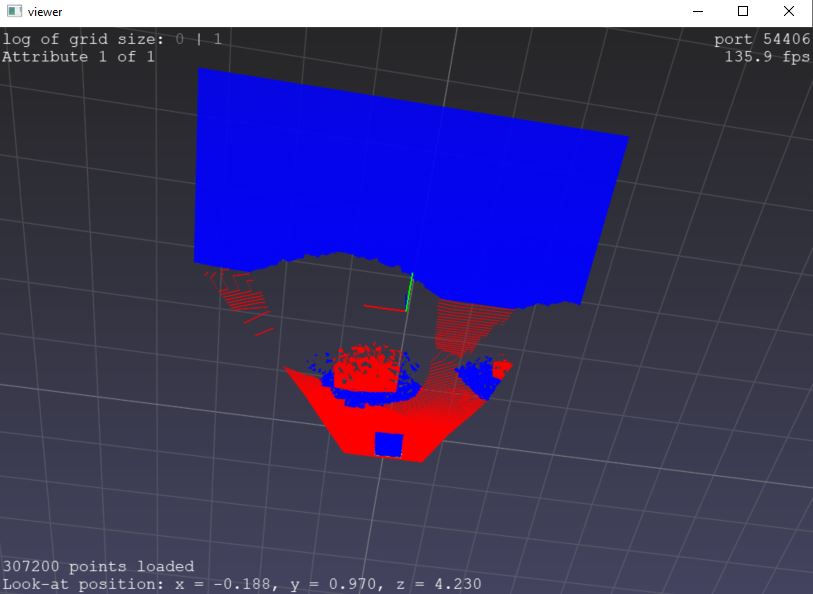 viewer
log of grid size: 0 | 1
port 54406
Attribute 1 of 1
135.9 fps
307200 points loaded
Look-at position: x = -0.188, y = 0.970, z = 4.230